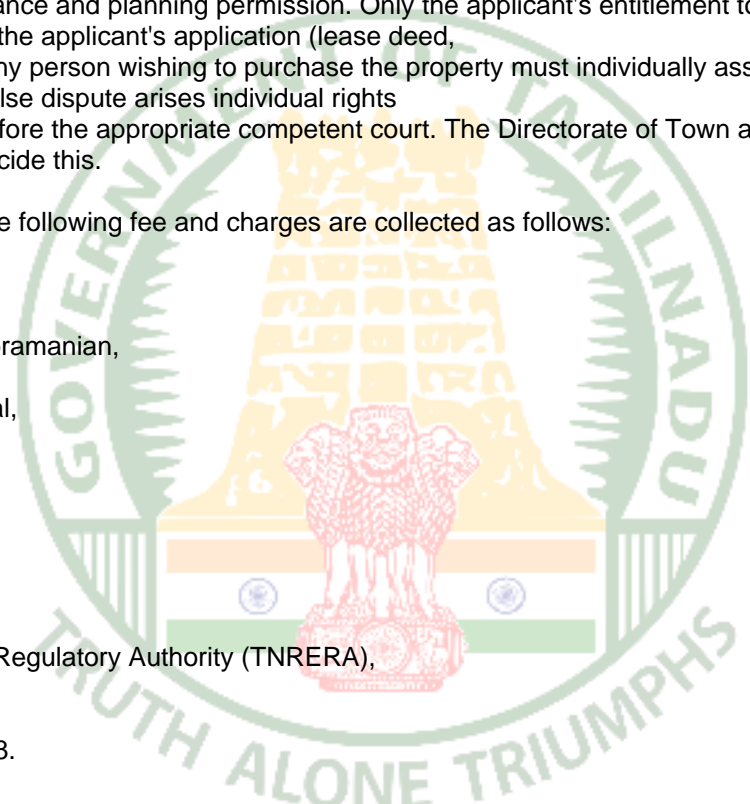 ance and planning permission. Only the applicant's entitlement to
the applicant's application (lease deed,
ny person wishing to purchase the property must individually ass
lse dispute arises individual rights
fore the appropriate competent court. The Directorate of Town a
cide this.
e following fee and charges are collected as follows:
ramanian,
l,
Regulatory Authority (TNRERA),
3.
GOVERNMENT OF TAMILNADU
TRUTH ALONE TRIUMPHS